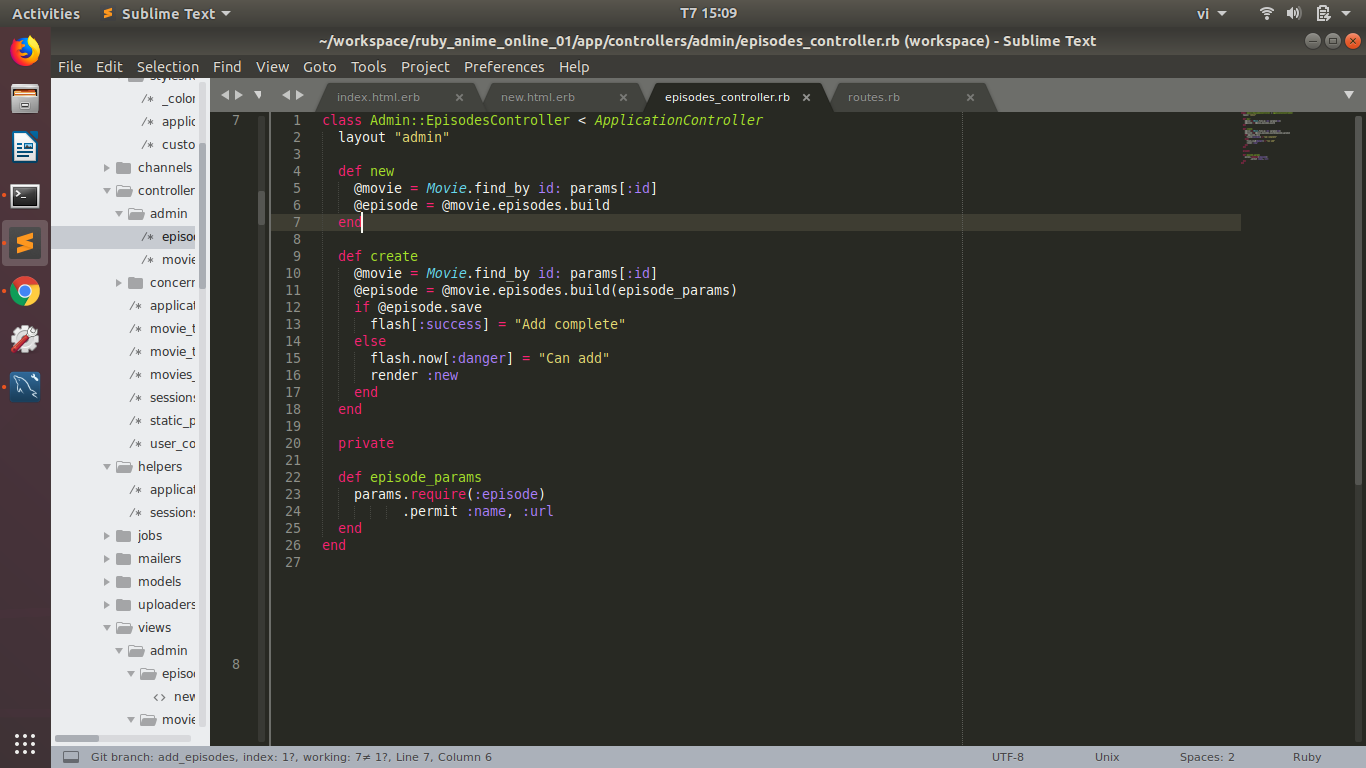 Activities Sublime Text T7 15:09 vi
~/workspace/ruby_anime_online_01/app/controllers/admin/episodes_controller.rb (workspace) - Sublime Text
File Edit Selection Find View Goto Tools Project Preferences Help
index.html.erb new.html.erb episodes_controller.rb routes.rb
/* _color
/* applic
/* custo
channels
controller
admin
/* episod
/* movie
concern
/* applicat
/* movie_t
/* movie_t
/* movies_
/* sessions
/* static_p
/* user_co
helpers
/* applicat
/* sessions
jobs
mailers
models
uploaders
views
admin
episod
<> new
movie
7
8
1 class Admin::EpisodesController < ApplicationController
2 layout "admin"
3
4 def new
5 @movie = Movie.find_by id: params[:id]
6 @episode = @movie.episodes.build
7 end
8
9 def create
10 @movie = Movie.find_by id: params[:id]
11 @episode = @movie.episodes.build(episode_params)
12 if @episode.save
13 flash[:success] = "Add complete"
14 else
15 flash.now[:danger] = "Can add"
16 render :new
17 end
18 end
19
20 private
21
22 def episode_params
23 params.require(:episode)
24 .permit :name, :url
25 end
26 end
27
Git branch: add_episodes, index: 1?, working: 7≠ 1?, Line 7, Column 6 UTF-8 Unix Spaces: 2 Ruby